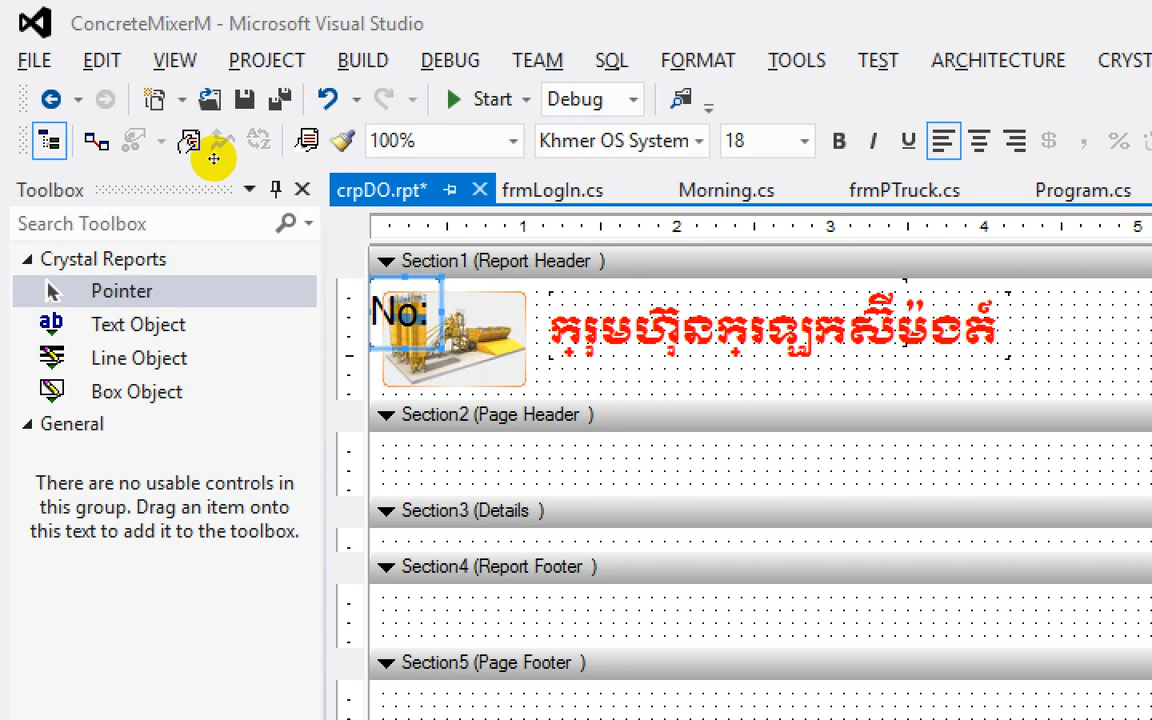 ConcreteMixerM - Microsoft Visual Studio
FILE EDIT VIEW PROJECT BUILD DEBUG TEAM SQL FORMAT TOOLS TEST ARCHITECTURE CRYST
Start Debug
100% Khmer OS System 18 B I U $ , %
Toolbox
crpDO.rpt* frmLogIn.cs Morning.cs frmPTruck.cs Program.cs
Search Toolbox
1 2 3 4 5
Crystal Reports
Section1 (Report Header )
Pointer
No:
ab Text Object
ក្រុមហ៊ុនក្រឡុកស៊ីម៉ងត៍
Line Object
Box Object
Section2 (Page Header )
General
There are no usable controls in
this group. Drag an item onto
this text to add it to the toolbox.
Section3 (Details )
Section4 (Report Footer )
Section5 (Page Footer )